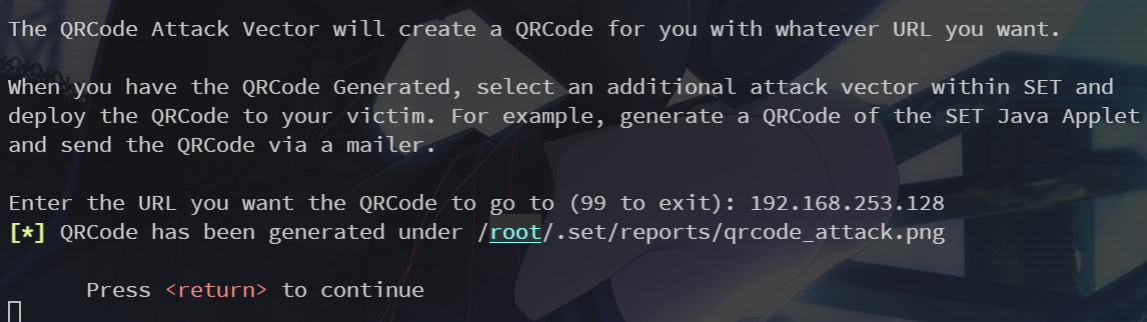 The QRCode Attack Vector will create a QRCode for you with whatever URL you want.
When you have the QRCode Generated, select an additional attack vector within SET and
deploy the QRCode to your victim. For example, generate a QRCode of the SET Java Applet
and send the QRCode via a mailer.
Enter the URL you want the QRCode to go to (99 to exit): 192.168.253.128
[*] QRCode has been generated under /root/.set/reports/qrcode_attack.png
Press <return> to continue